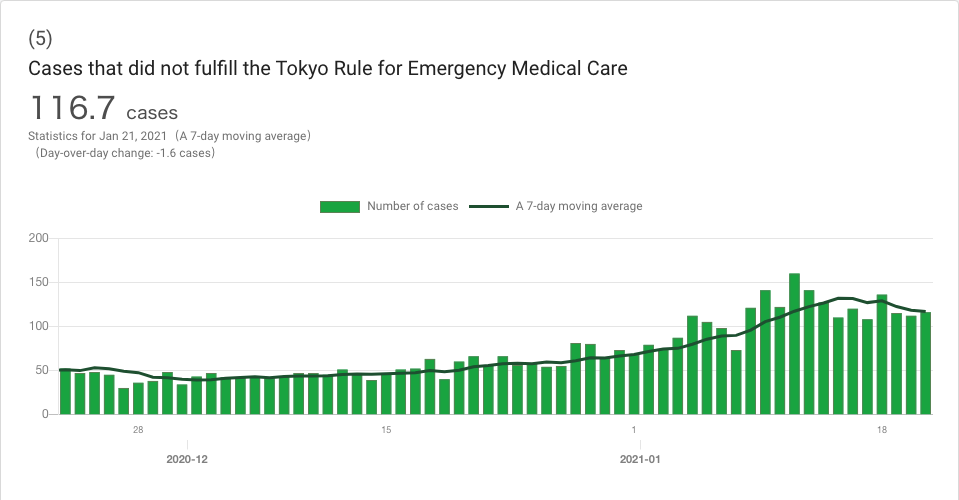 (5)
Cases that did not fulfill the Tokyo Rule for Emergency Medical Care
116.7 cases
Statistics for Jan 21, 2021（A 7-day moving average）
（Day-over-day change: -1.6 cases）
Number of cases A 7-day moving average
200
150
100
50
0
28 15 1 18
2020-12 2021-01